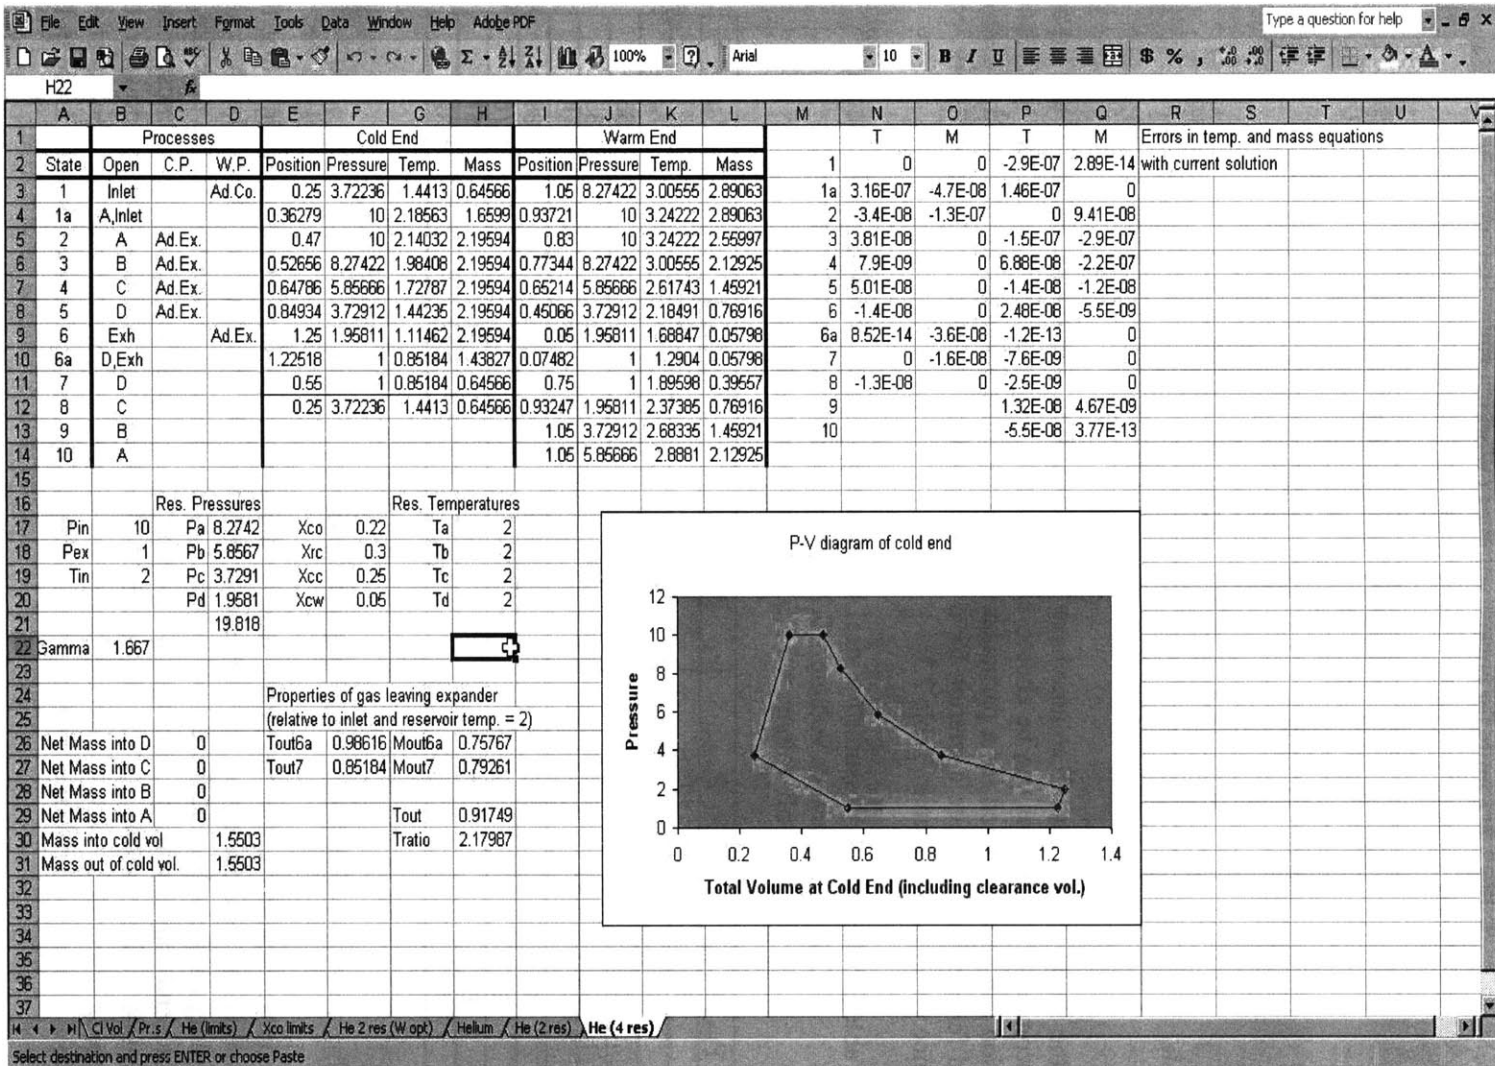 File Edit View Insert Format Tools Data Window Help Adobe PDF Type a question for help
100% Arial 10 B I U $ % ,
H22 fx
A B C D E F G H I J K L M N O P Q R S T U V
1 Processes Cold End Warm End T M T M Errors in temp. and mass equations
2 State Open C.P. W.P. Position Pressure Temp. Mass Position Pressure Temp. Mass 1 0 0 -2.9E-07 2.89E-14 with current solution
3 1 Inlet Ad.Co. 0.25 3.72236 1.4413 0.64566 1.05 8.27422 3.00555 2.89063 1a 3.16E-07 -4.7E-08 1.46E-07 0
4 1a A,Inlet 0.36279 10 2.18563 1.6599 0.93721 10 3.24222 2.89063 2 -3.4E-08 -1.3E-07 0 9.41E-08
5 2 A Ad.Ex. 0.47 10 2.14032 2.19594 0.83 10 3.24222 2.55997 3 3.81E-08 0 -1.5E-07 -2.9E-07
6 3 B Ad.Ex. 0.52656 8.27422 1.98408 2.19594 0.77344 8.27422 3.00555 2.12925 4 7.9E-09 0 6.88E-08 -2.2E-07
7 4 C Ad.Ex. 0.64786 5.85666 1.72787 2.19594 0.65214 5.85666 2.61743 1.45921 5 5.01E-08 0 -1.4E-08 -1.2E-08
8 5 D Ad.Ex. 0.84934 3.72912 1.44235 2.19594 0.45066 3.72912 2.18491 0.76916 6 -1.4E-08 0 2.48E-08 -5.5E-09
9 6 Exh Ad.Ex. 1.25 1.95811 1.11462 2.19594 0.05 1.95811 1.68847 0.05798 6a 8.52E-14 -3.6E-08 -1.2E-13 0
10 6a D,Exh 1.22518 1 0.85184 1.43827 0.07482 1 1.2904 0.05798 7 0 -1.6E-08 -7.6E-09 0
11 7 D 0.55 1 0.85184 0.64566 0.75 1 1.89598 0.39557 8 -1.3E-08 0 -2.5E-09 0
12 8 C 0.25 3.72236 1.4413 0.64566 0.93247 1.95811 2.37385 0.76916 9 1.32E-08 4.67E-09
13 9 B 1.05 3.72912 2.68335 1.45921 10 -5.5E-08 3.77E-13
14 10 A 1.05 5.85666 2.8881 2.12925
15
16 Res. Pressures Res. Temperatures
17 Pin 10 Pa 8.2742 Xco 0.22 Ta 2
18 Pex 1 Pb 5.8567 Xrc 0.3 Tb 2
19 Tin 2 Pc 3.7291 Xcc 0.25 Tc 2
20 Pd 1.9581 Xcw 0.05 Td 2
21 19.818
22 Gamma 1.667
23
24 Properties of gas leaving expander
25 (relative to inlet and reservoir temp. = 2)
26 Net Mass into D 0 Tout6a 0.98616 Mout6a 0.75767
27 Net Mass into C 0 Tout7 0.85184 Mout7 0.79261
28 Net Mass into B 0
29 Net Mass into A 0 Tout 0.91749
30 Mass into cold vol 1.5503 Tratio 2.17987
31 Mass out of cold vol. 1.5503
32
33
34
35
36
37
P-V diagram of cold end
Pressure
12
10
8
6
4
2
0
0 0.2 0.4 0.6 0.8 1 1.2 1.4
Total Volume at Cold End (including clearance vol.)
Cl Vol / Pr.s / He (limits) / Xco limits / He 2 res (W opt) / Helium / He (2 res) \ He (4 res) /
Select destination and press ENTER or choose Paste